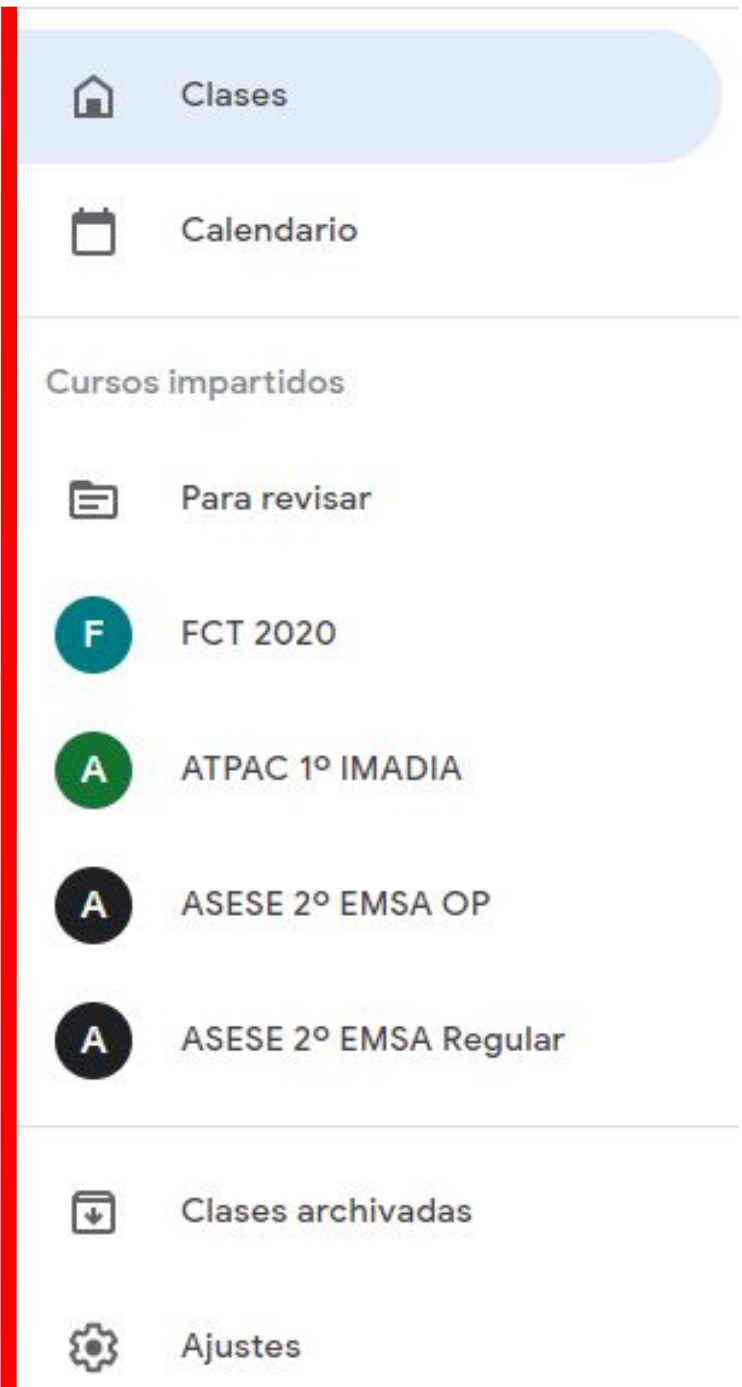 Clases
Calendario
Cursos impartidos
Para revisar
F FCT 2020
A ATPAC 1º IMADIA
A ASESE 2º EMSA OP
A ASESE 2º EMSA Regular
Clases archivadas
Ajustes